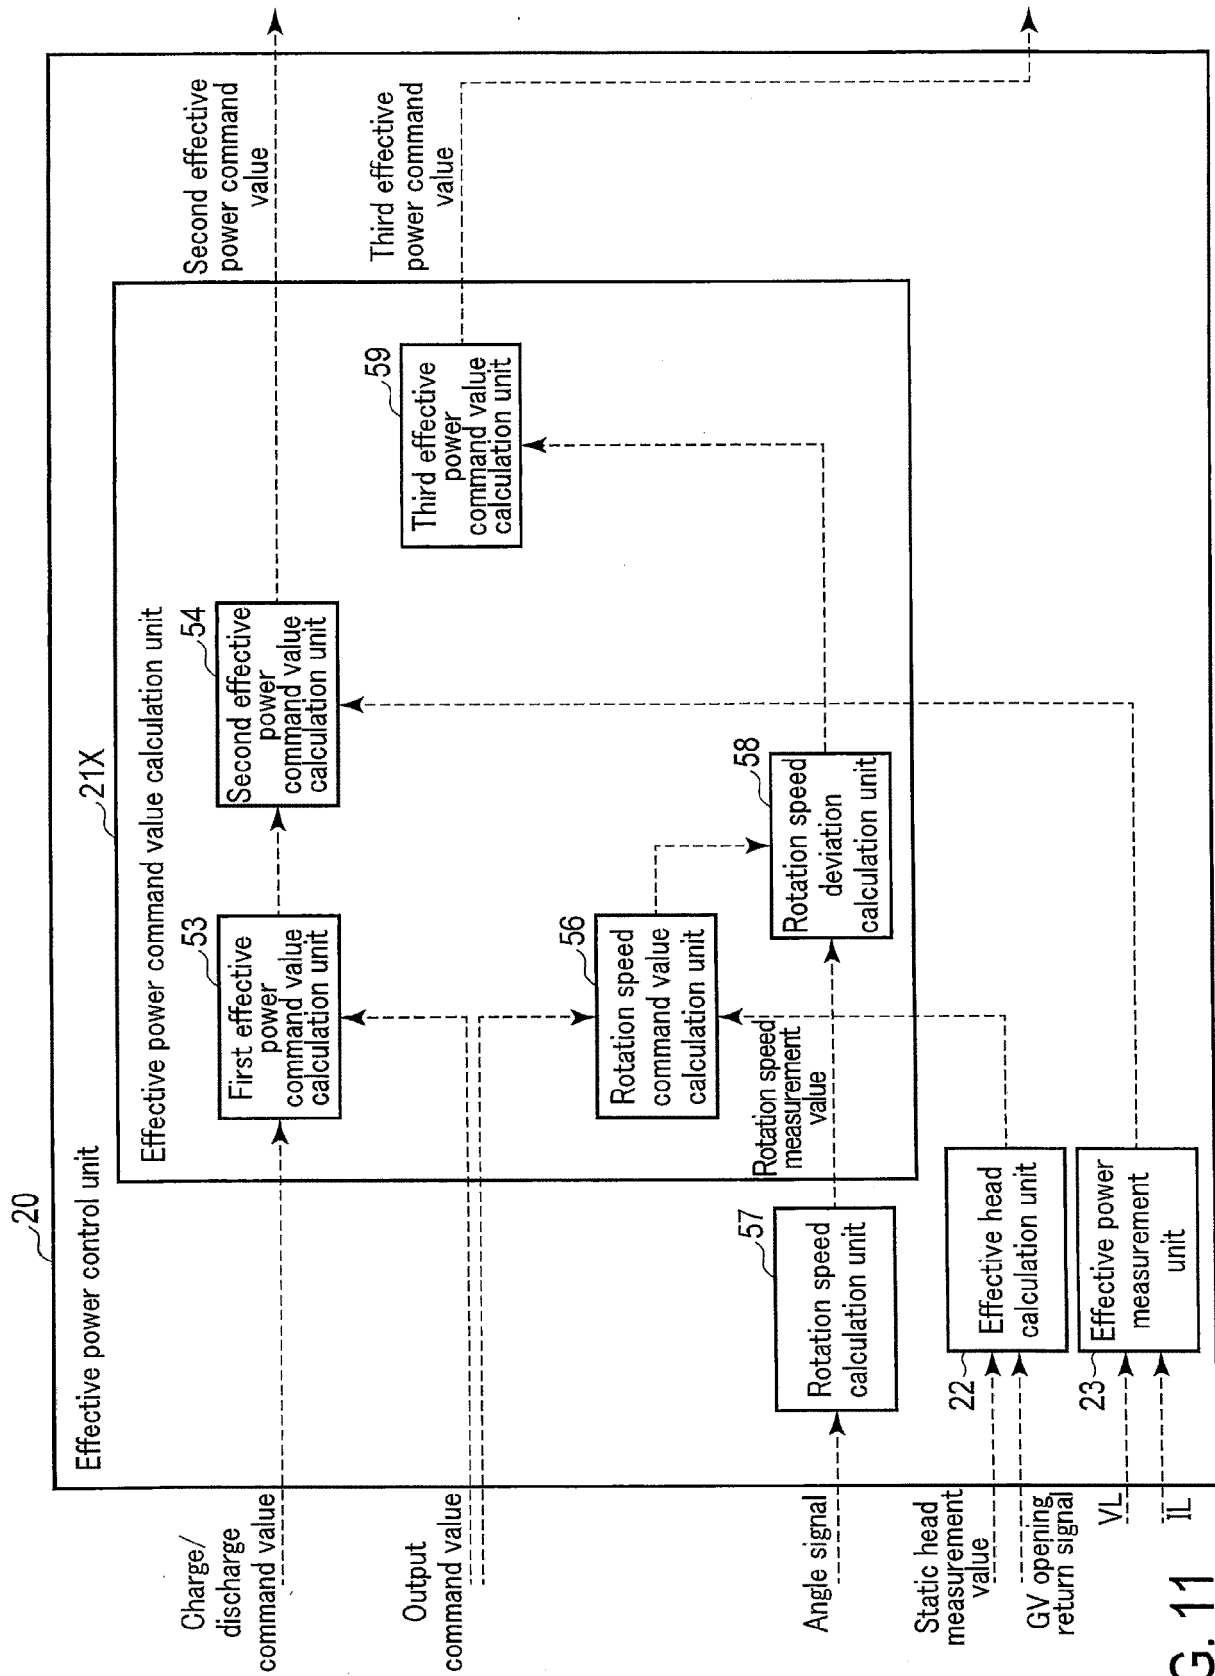 20
Effective power control unit
21X
Effective power command value calculation unit
Charge/
discharge
command value
53
First effective
power
command value
calculation unit
54
Second effective
power
command value
calculation unit
Second effective
power command
value
Output
command value
56
Rotation speed
command value
calculation unit
59
Third effective
power
command value
calculation unit
Third effective
power command
value
Angle signal
57
Rotation speed
calculation unit
Rotation speed
measurement
value
58
Rotation speed
deviation
calculation unit
Static head
measurement
value
GV opening
return signal
22
Effective head
calculation unit
VL
IL
23
Effective power
measurement
unit
G. 11